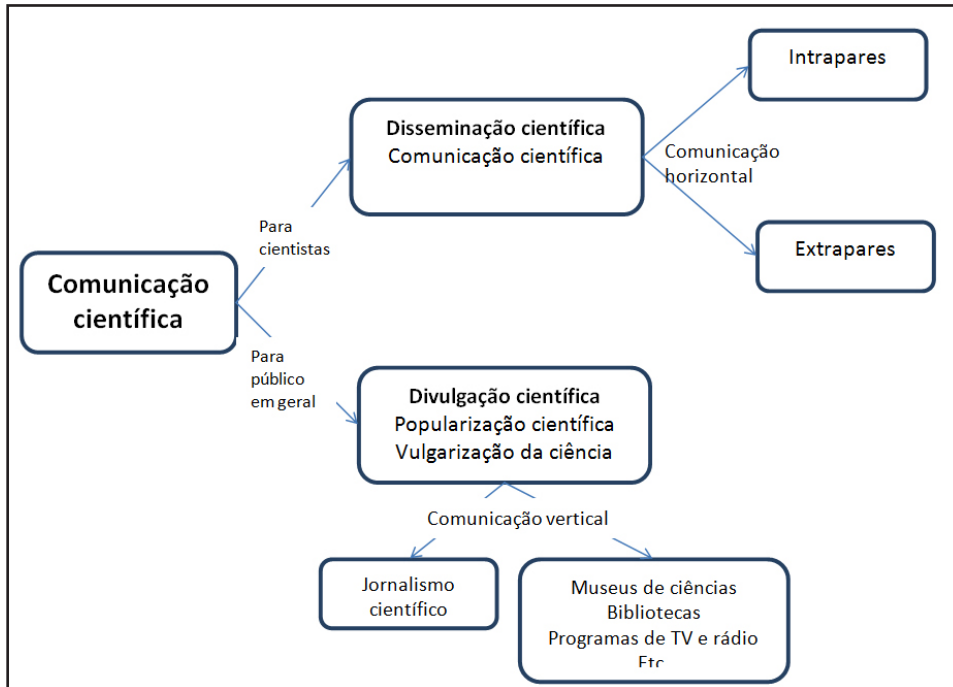 Intrapares
Disseminação científica
Comunicação científica
Comunicação
horizontal
Para
cientistas
Extrapares
Comunicação
científica
Para
público
em geral
Divulgação científica
Popularização científica
Vulgarização da ciência
Comunicação vertical
Jornalismo
científico
Museus de ciências
Bibliotecas
Programas de TV e rádio
Etc